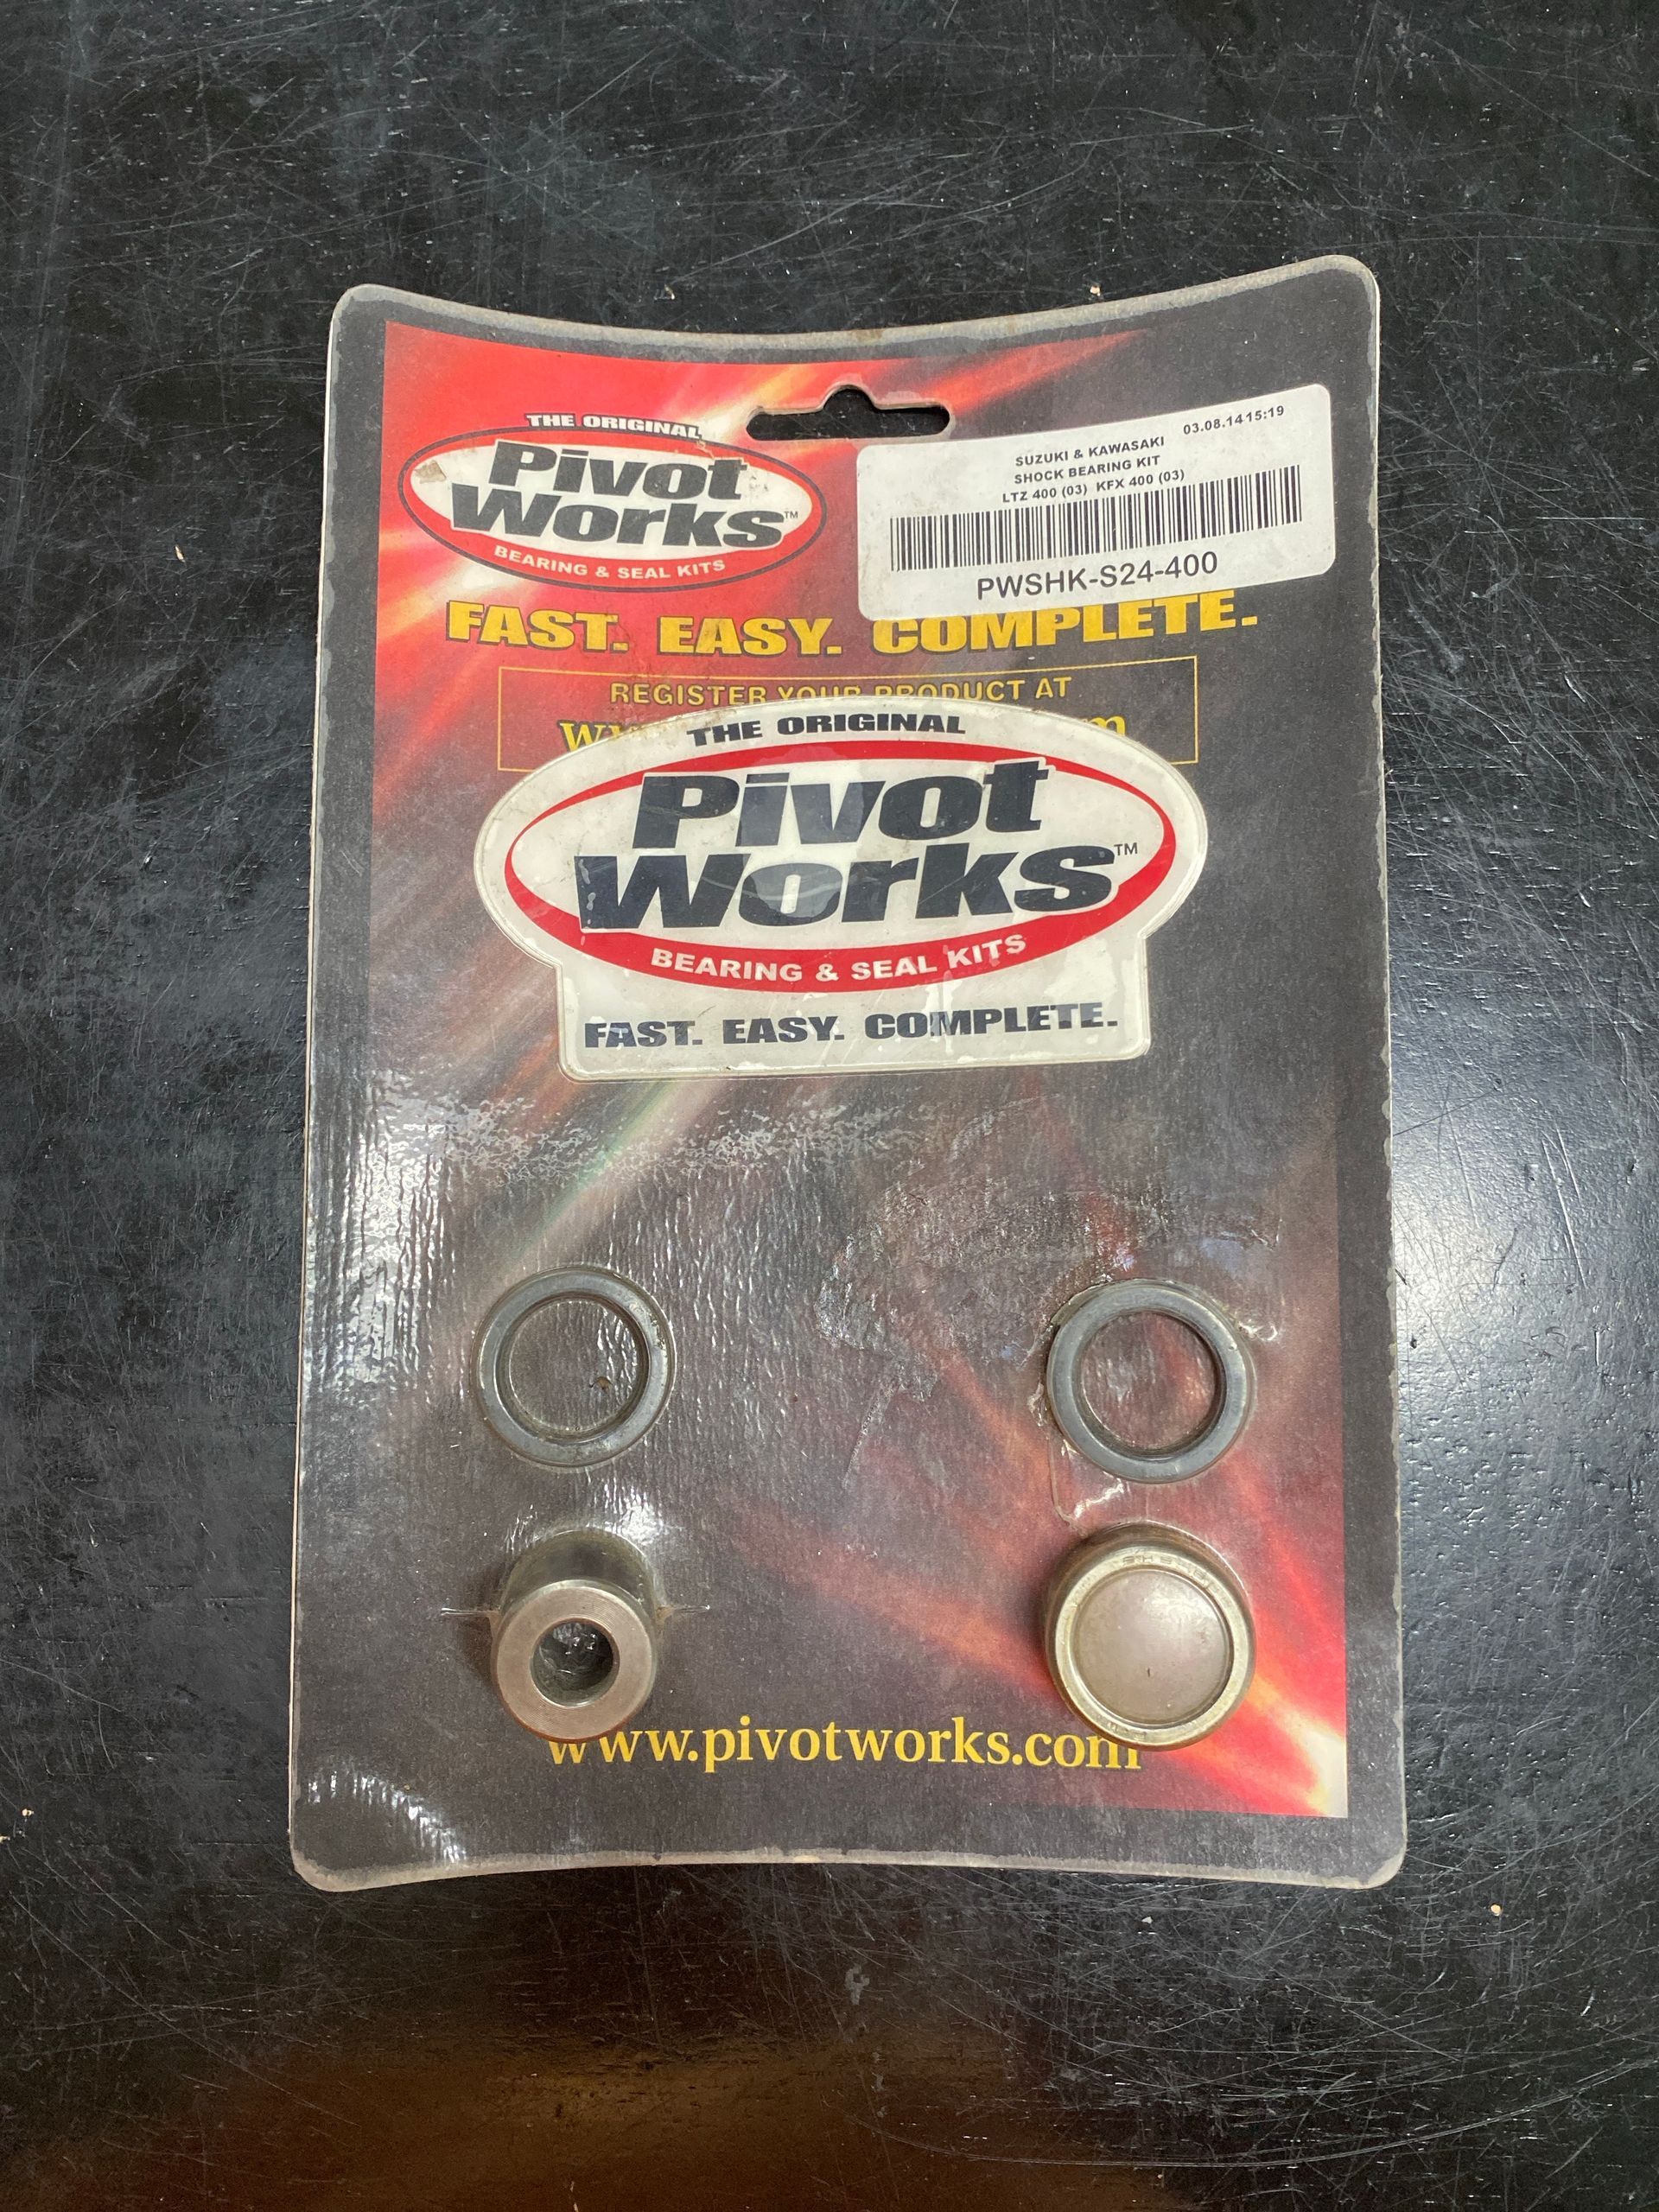 THE ORIGINAL
Pivot
Works™
BEARING & SEAL KITS
03.08.14 15:19
SUZUKI & KAWASAKI
SHOCK BEARING KIT
LTZ 400 (03) KFX 400 (03)
PWSHK-S24-400
FAST. EASY. COMPLETE.
REGISTER YOUR PRODUCT AT
THE ORIGINAL
Pivot
Works™
BEARING & SEAL KITS
FAST. EASY. COMPLETE.
www.pivotworks.com